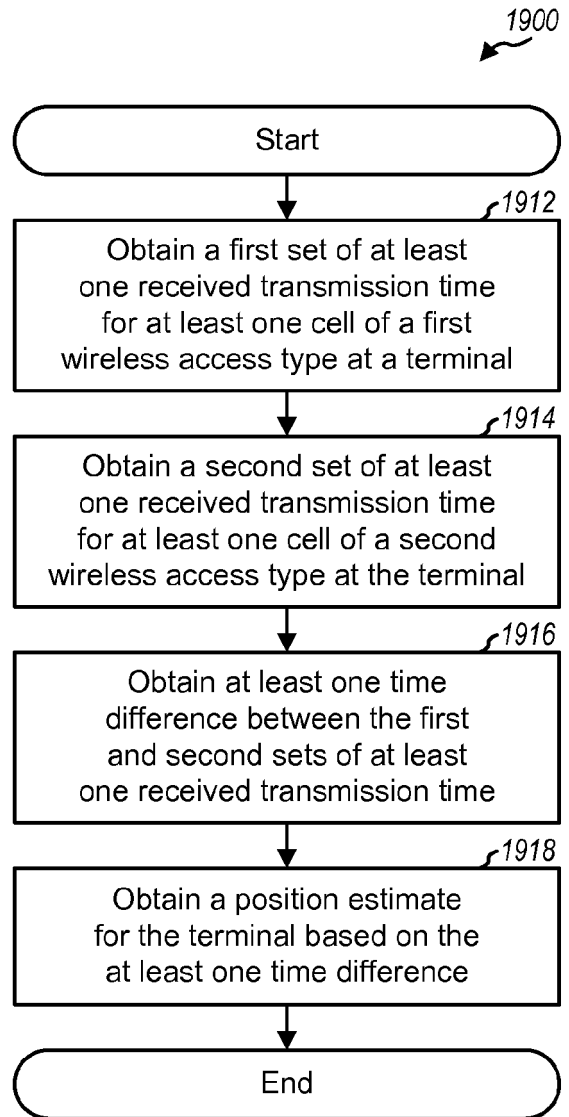 1900
Start
1912
Obtain a first set of at least
one received transmission time
for at least one cell of a first
wireless access type at a terminal
1914
Obtain a second set of at least
one received transmission time
for at least one cell of a second
wireless access type at the terminal
1916
Obtain at least one time
difference between the first
and second sets of at least
one received transmission time
1918
Obtain a position estimate
for the terminal based on the
at least one time difference
End